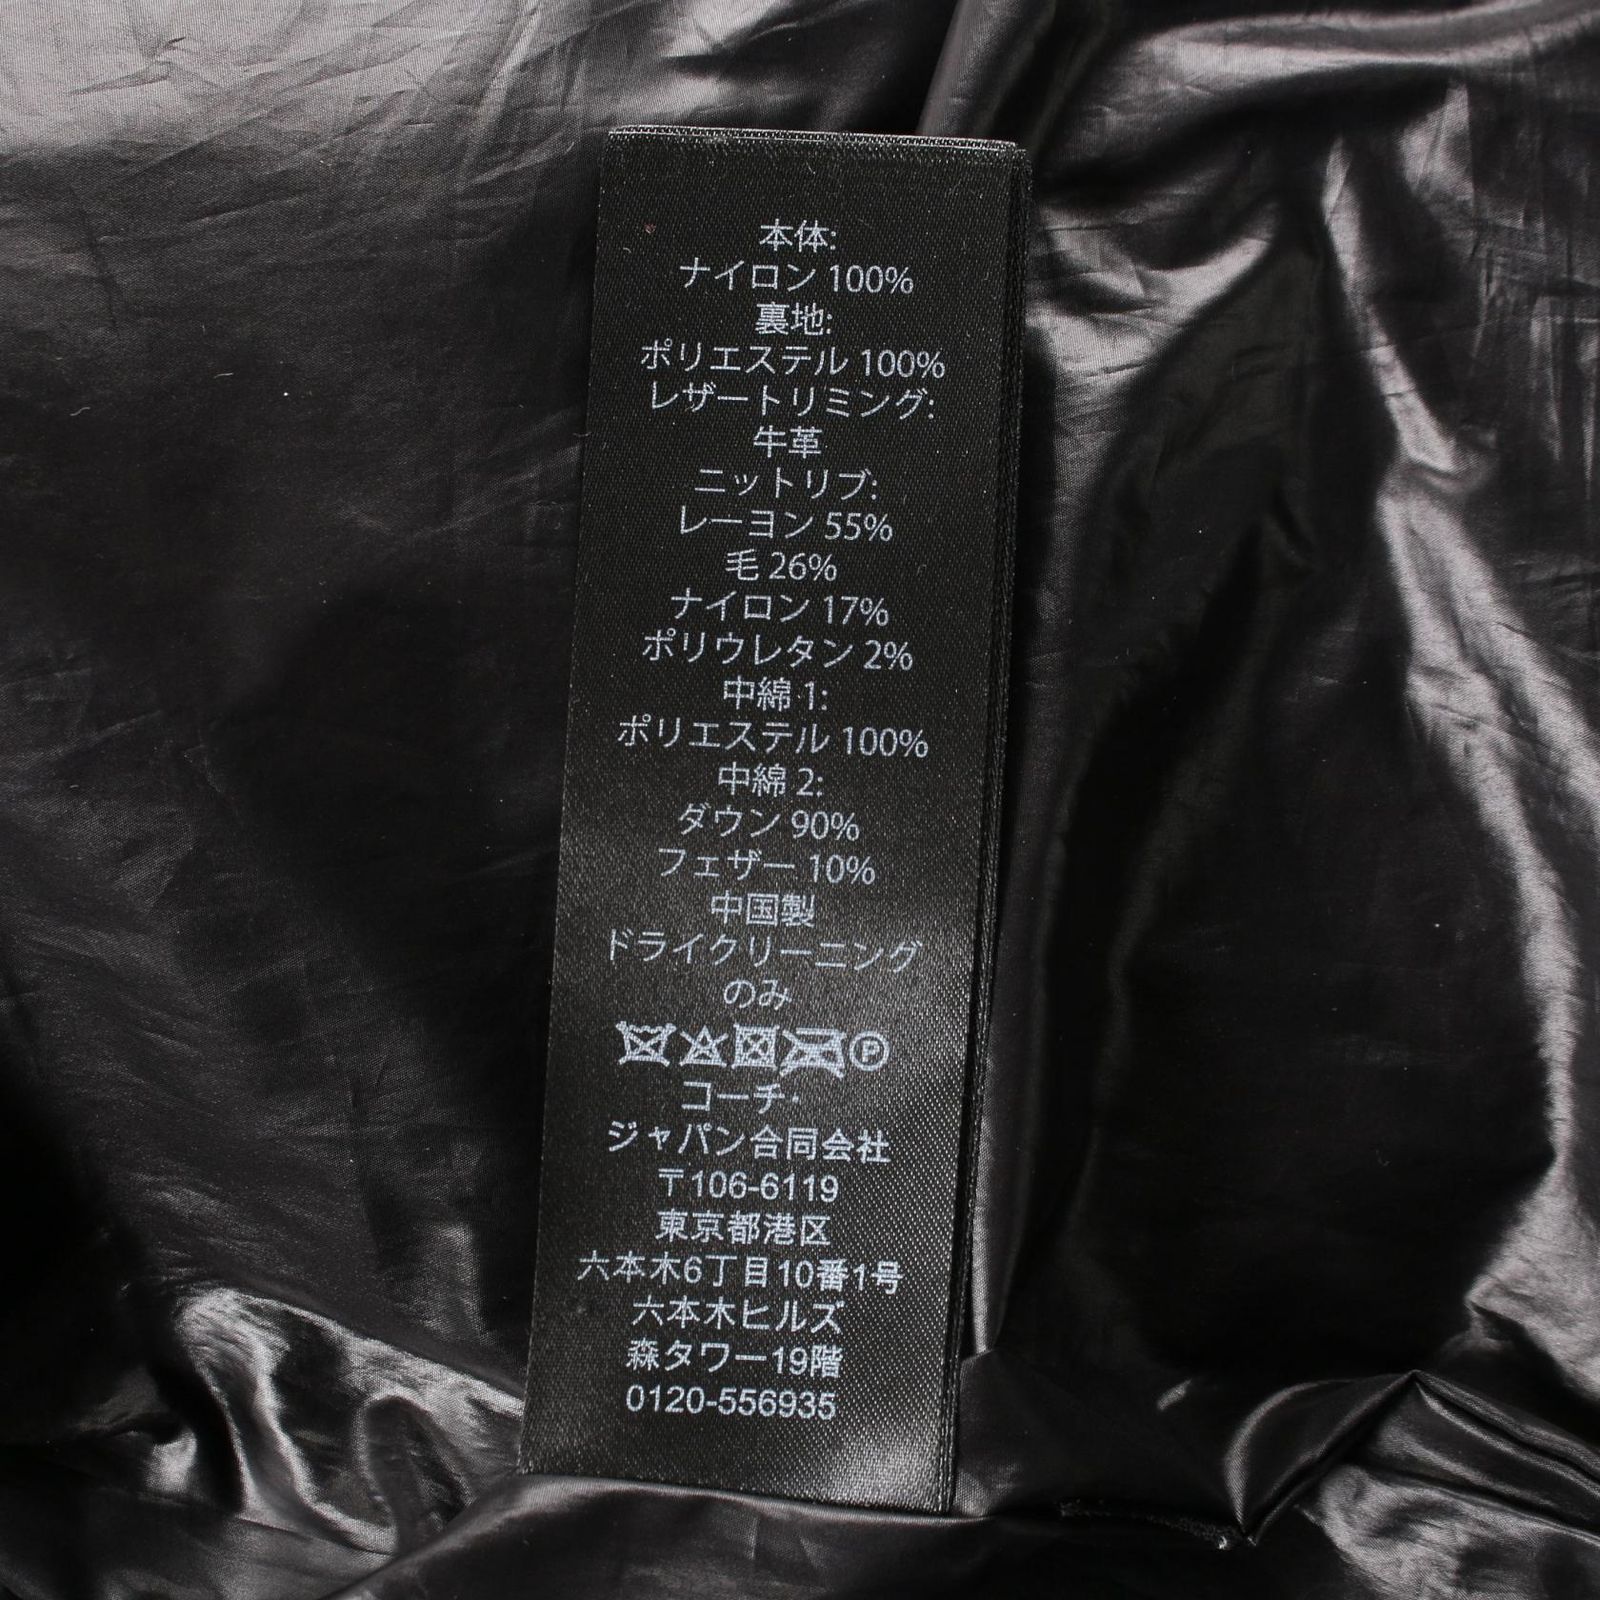 本体:
ナイロン 100%
裏地:
ポリエステル 100%
レザートリミング:
牛革
ニットリブ:
レーヨン 55%
毛 26%
ナイロン 17%
ポリウレタン 2%
中綿 1:
ポリエステル 100%
中綿 2:
ダウン 90%
フェザー 10%
中国製
ドライクリーニング
のみ
P
コーチ・
ジャパン合同会社
〒106-6119
東京都港区
六本木6丁目10番1号
六本木ヒルズ
森タワー19階
0120-556935